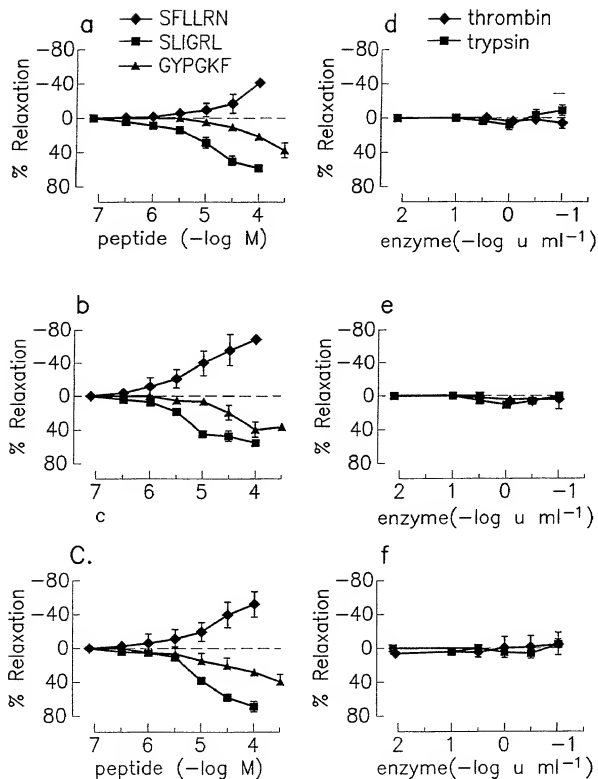 a
SFLLRN
SLIGRL
GYPGKF
% Relaxation
−80
−40
0
40
80
7 6 5 4
peptide (−log M)
d
thrombin
trypsin
% Relaxation
−80
−40
0
40
80
2 1 0 −1
enzyme(−log u ml−1)
b
% Relaxation
−80
−40
0
40
80
7 6 5 4
c
e
% Relaxation
−80
−40
0
40
80
2 1 0 −1
enzyme(−log u ml−1)
C.
% Relaxation
−80
−40
0
40
80
7 6 5 4
peptide (−log M)
f
% Relaxation
−80
−40
0
40
80
2 1 0 −1
enzyme(−log u ml−1)